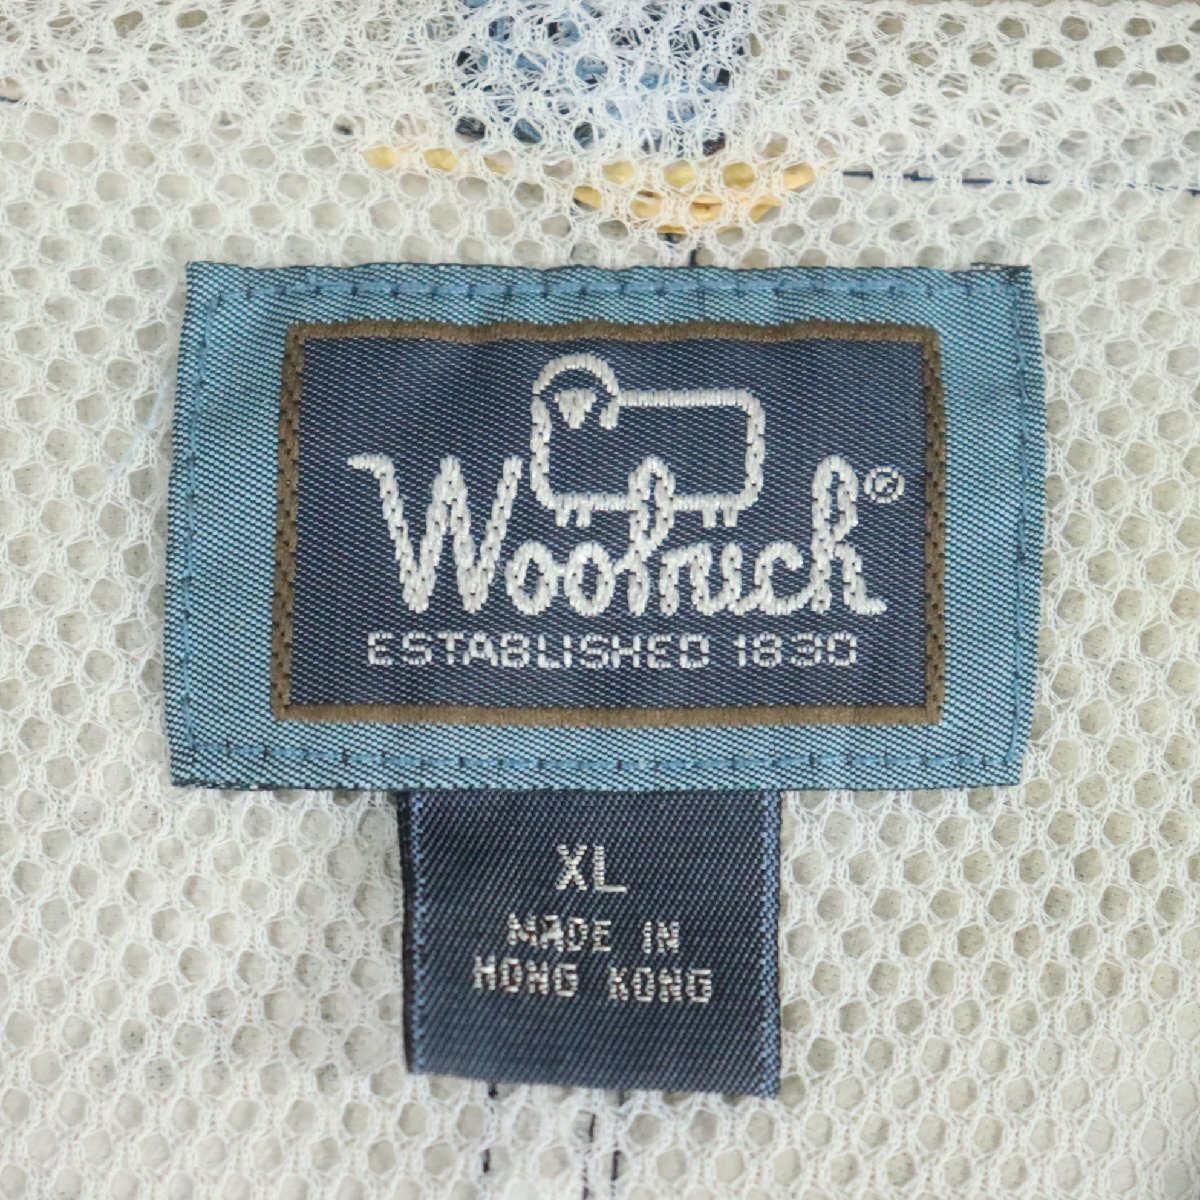 Woolrich®
ESTABLISHED 1830
XL
MADE IN
HONG KONG